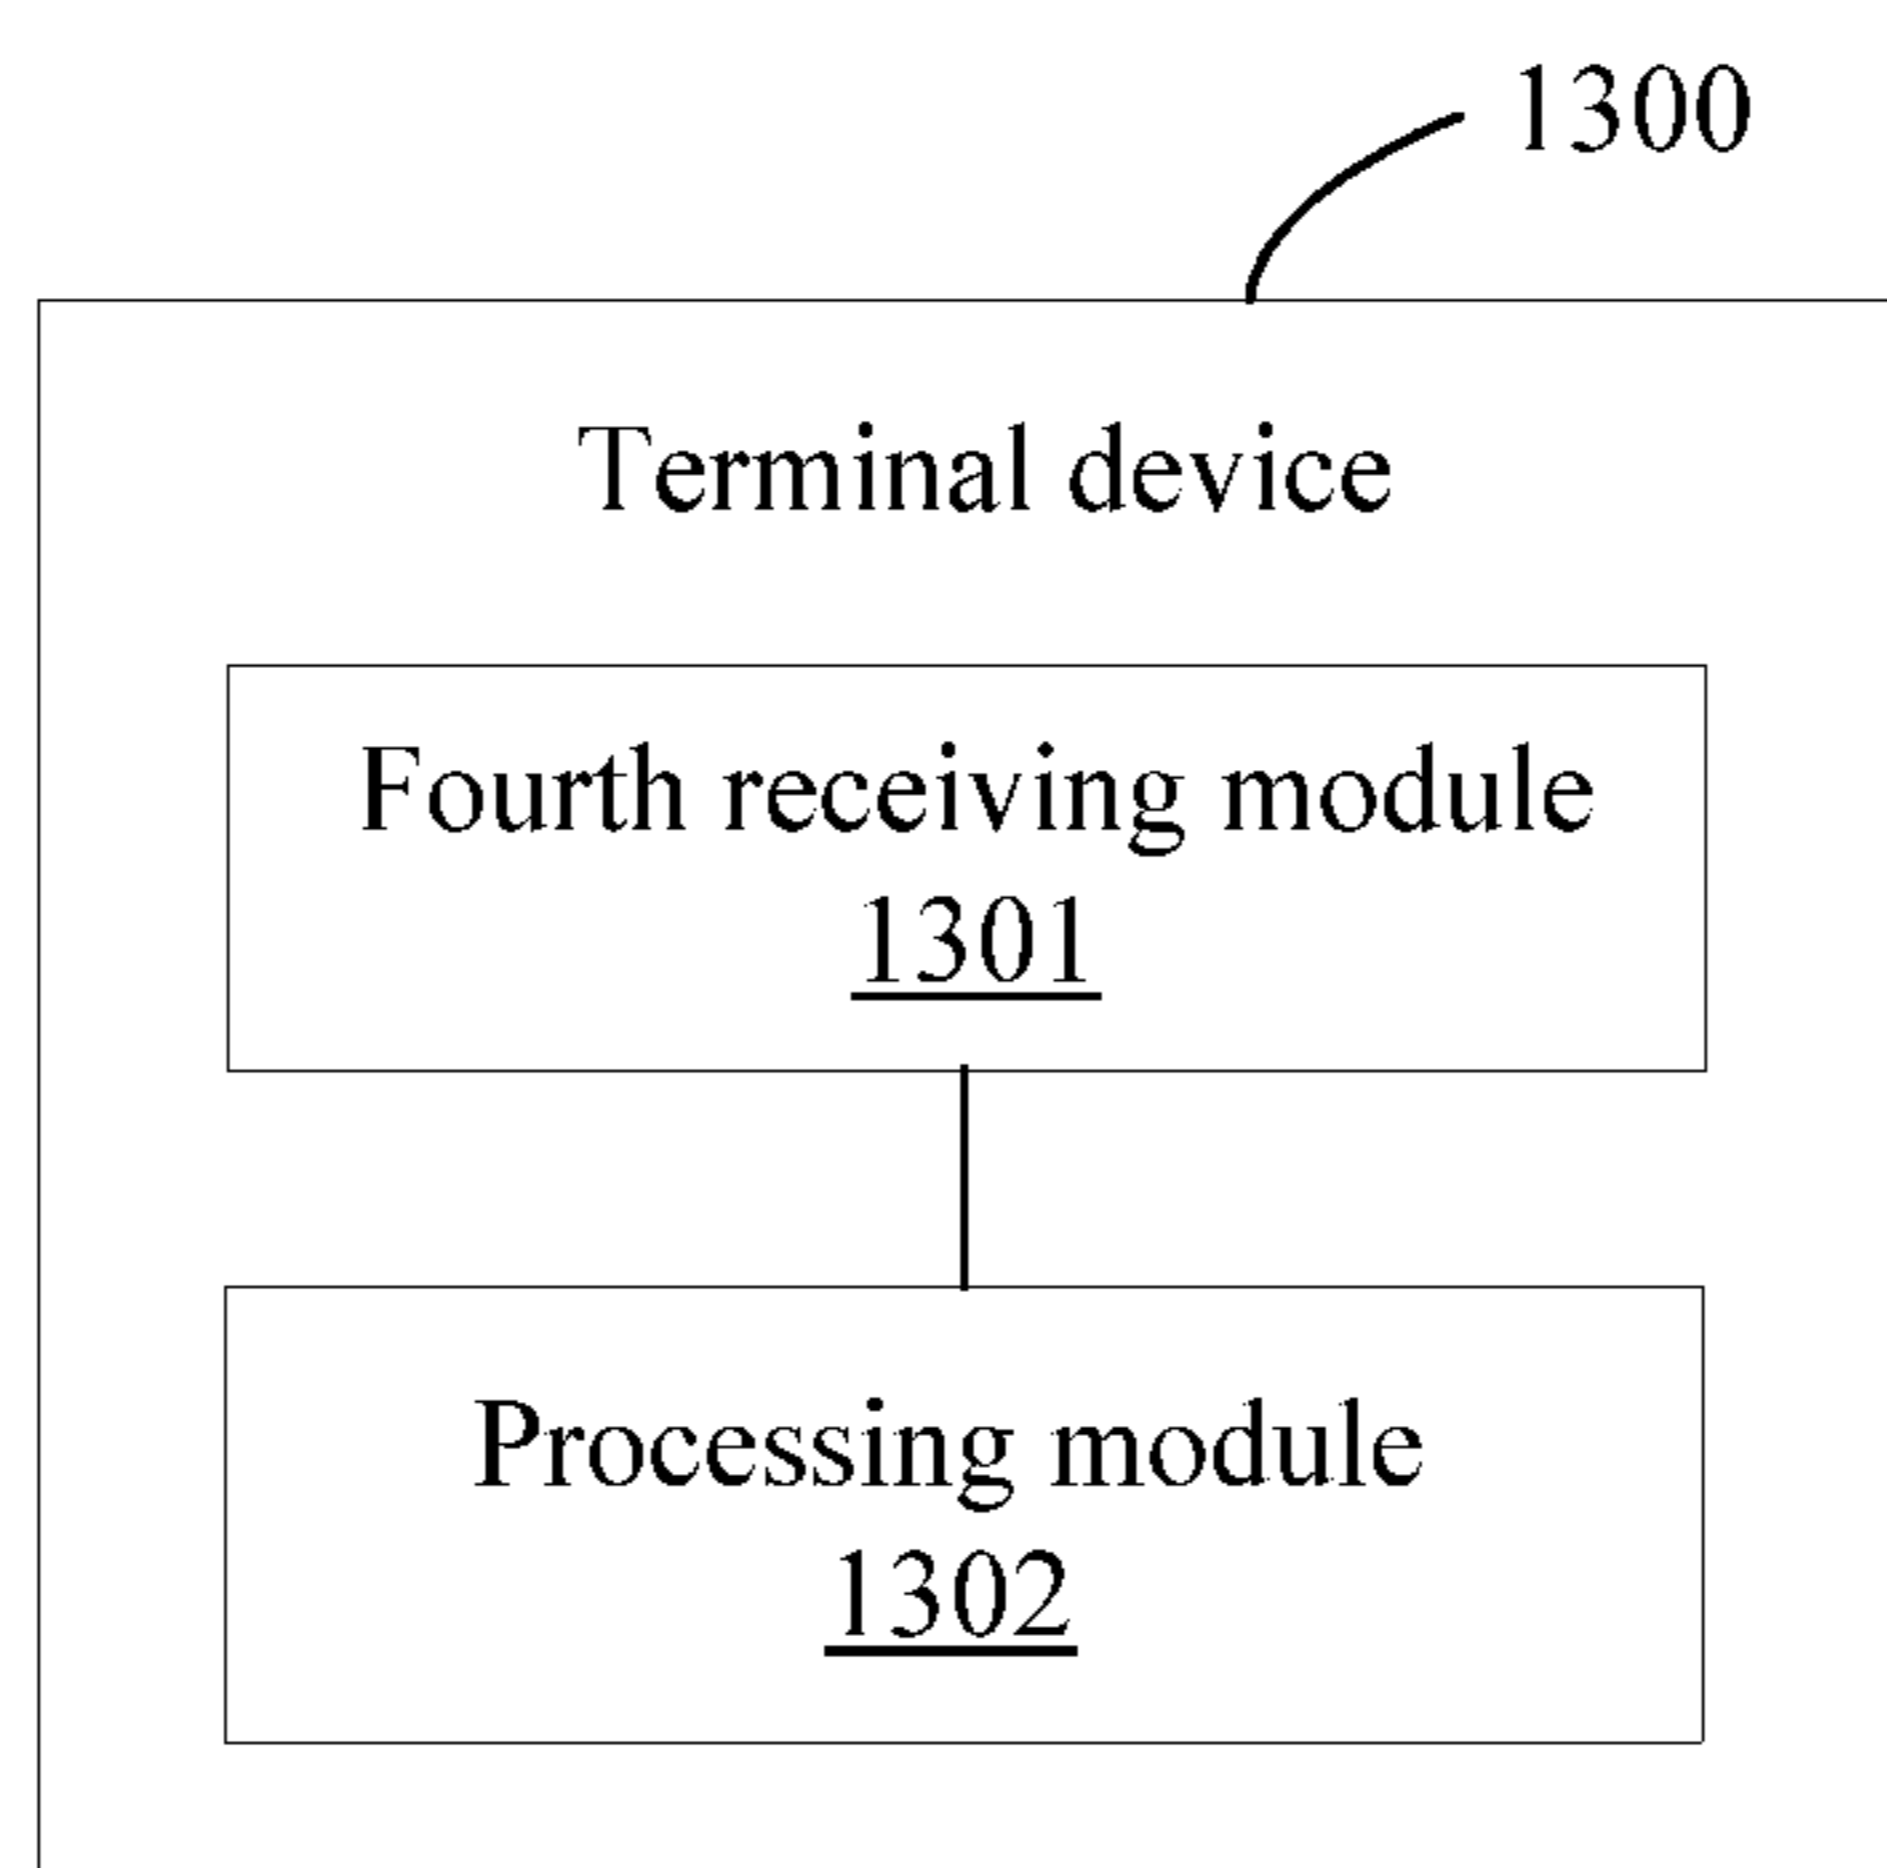 1300
Terminal device
Fourth receiving module
1301
Processing module
1302